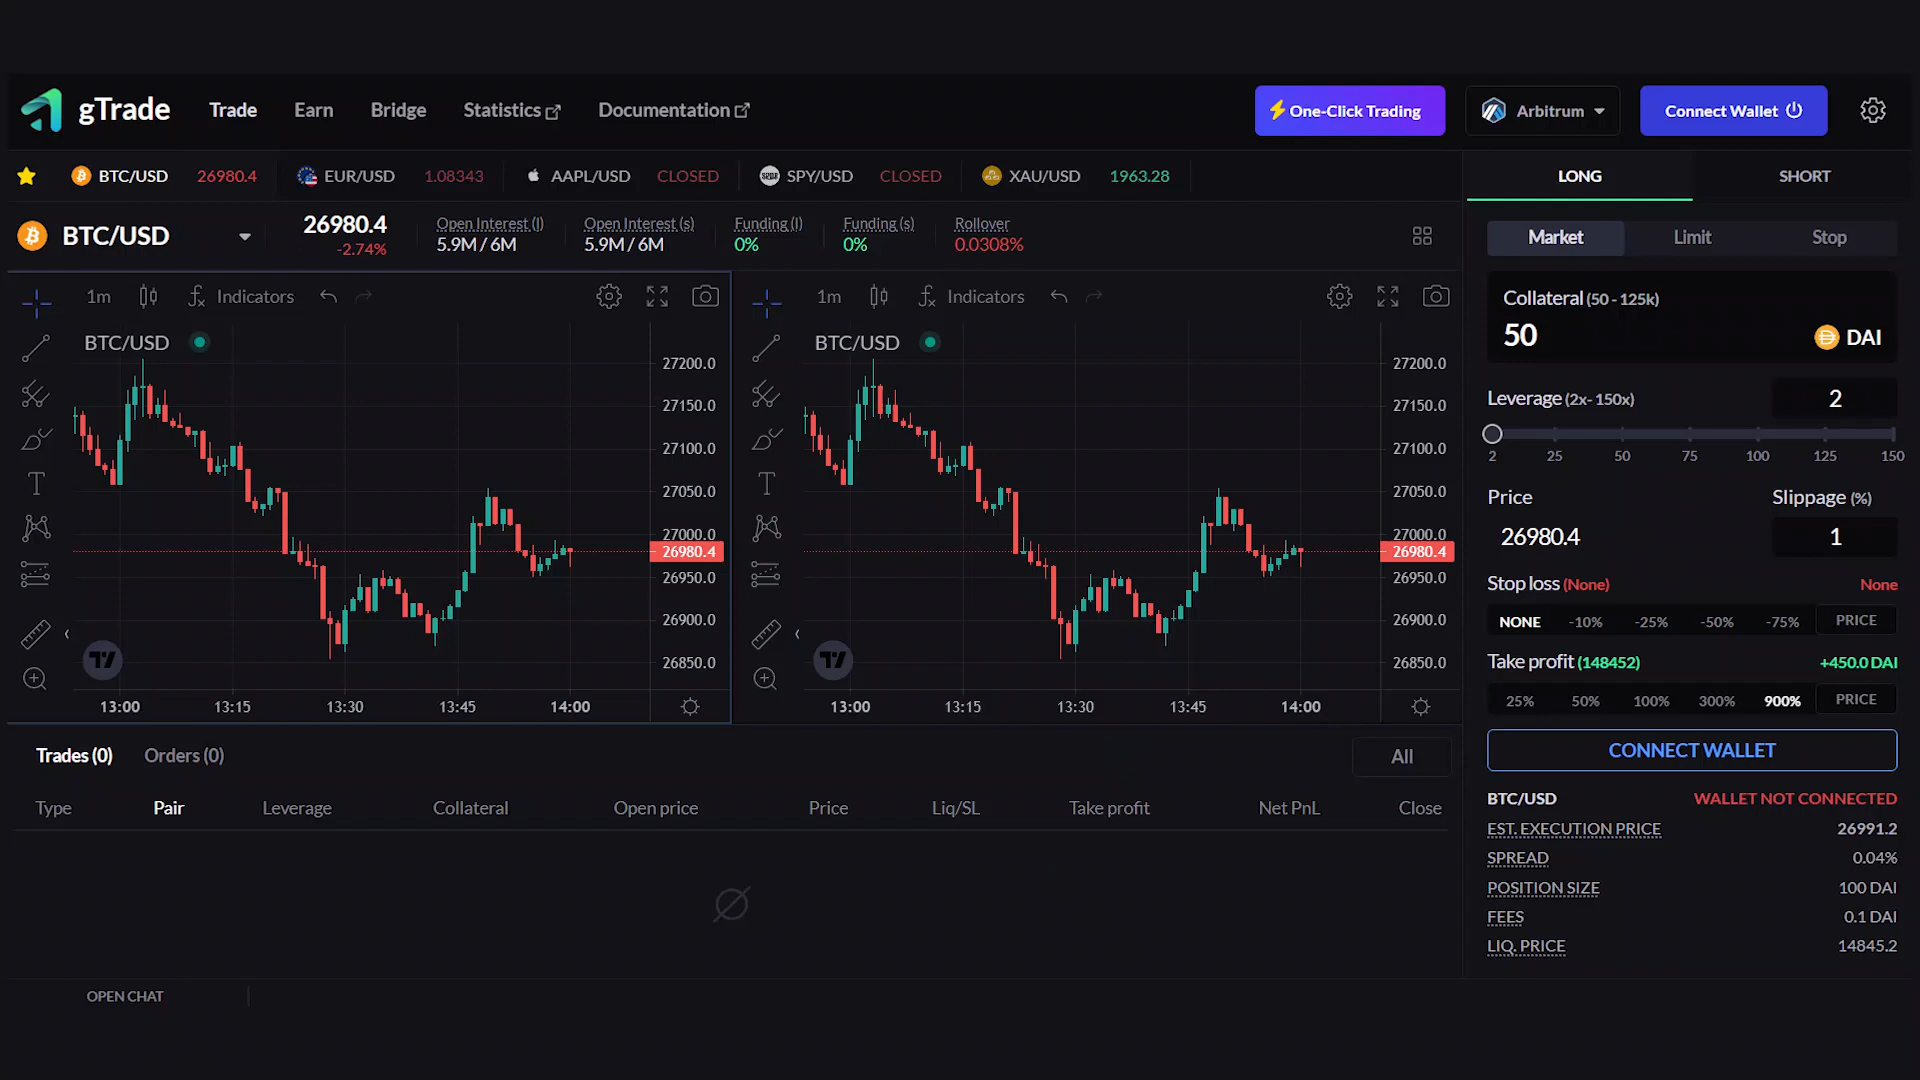 gTrade Trade Earn Bridge Statistics Documentation One-Click Trading Arbitrum Connect Wallet
BTC/USD 26980.4 EUR/USD 1.08343 AAPL/USD CLOSED SPY/USD CLOSED XAU/USD 1963.28
BTC/USD 26980.4 -2.74% Open Interest (l) 5.9M / 6M Open Interest (s) 5.9M / 6M Funding (l) 0% Funding (s) 0% Rollover 0.0308%
1m Indicators
BTC/USD
27200.0
27150.0
27100.0
27050.0
27000.0
26980.4
26950.0
26900.0
26850.0
13:00 13:15 13:30 13:45 14:00
1m Indicators
BTC/USD
27200.0
27150.0
27100.0
27050.0
27000.0
26980.4
26950.0
26900.0
26850.0
13:00 13:15 13:30 13:45 14:00
Trades (0) Orders (0) All
Type Pair Leverage Collateral Open price Price Liq/SL Take profit Net PnL Close
OPEN CHAT
LONG SHORT
Market Limit Stop
Collateral (50 - 125k)
50 DAI
Leverage (2x- 150x) 2
2 25 50 75 100 125 150
Price Slippage (%)
26980.4 1
Stop loss (None) None
NONE -10% -25% -50% -75% PRICE
Take profit (148452) +450.0 DAI
25% 50% 100% 300% 900% PRICE
CONNECT WALLET
BTC/USD WALLET NOT CONNECTED
EST. EXECUTION PRICE 26991.2
SPREAD 0.04%
POSITION SIZE 100 DAI
FEES 0.1 DAI
LIQ. PRICE 14845.2